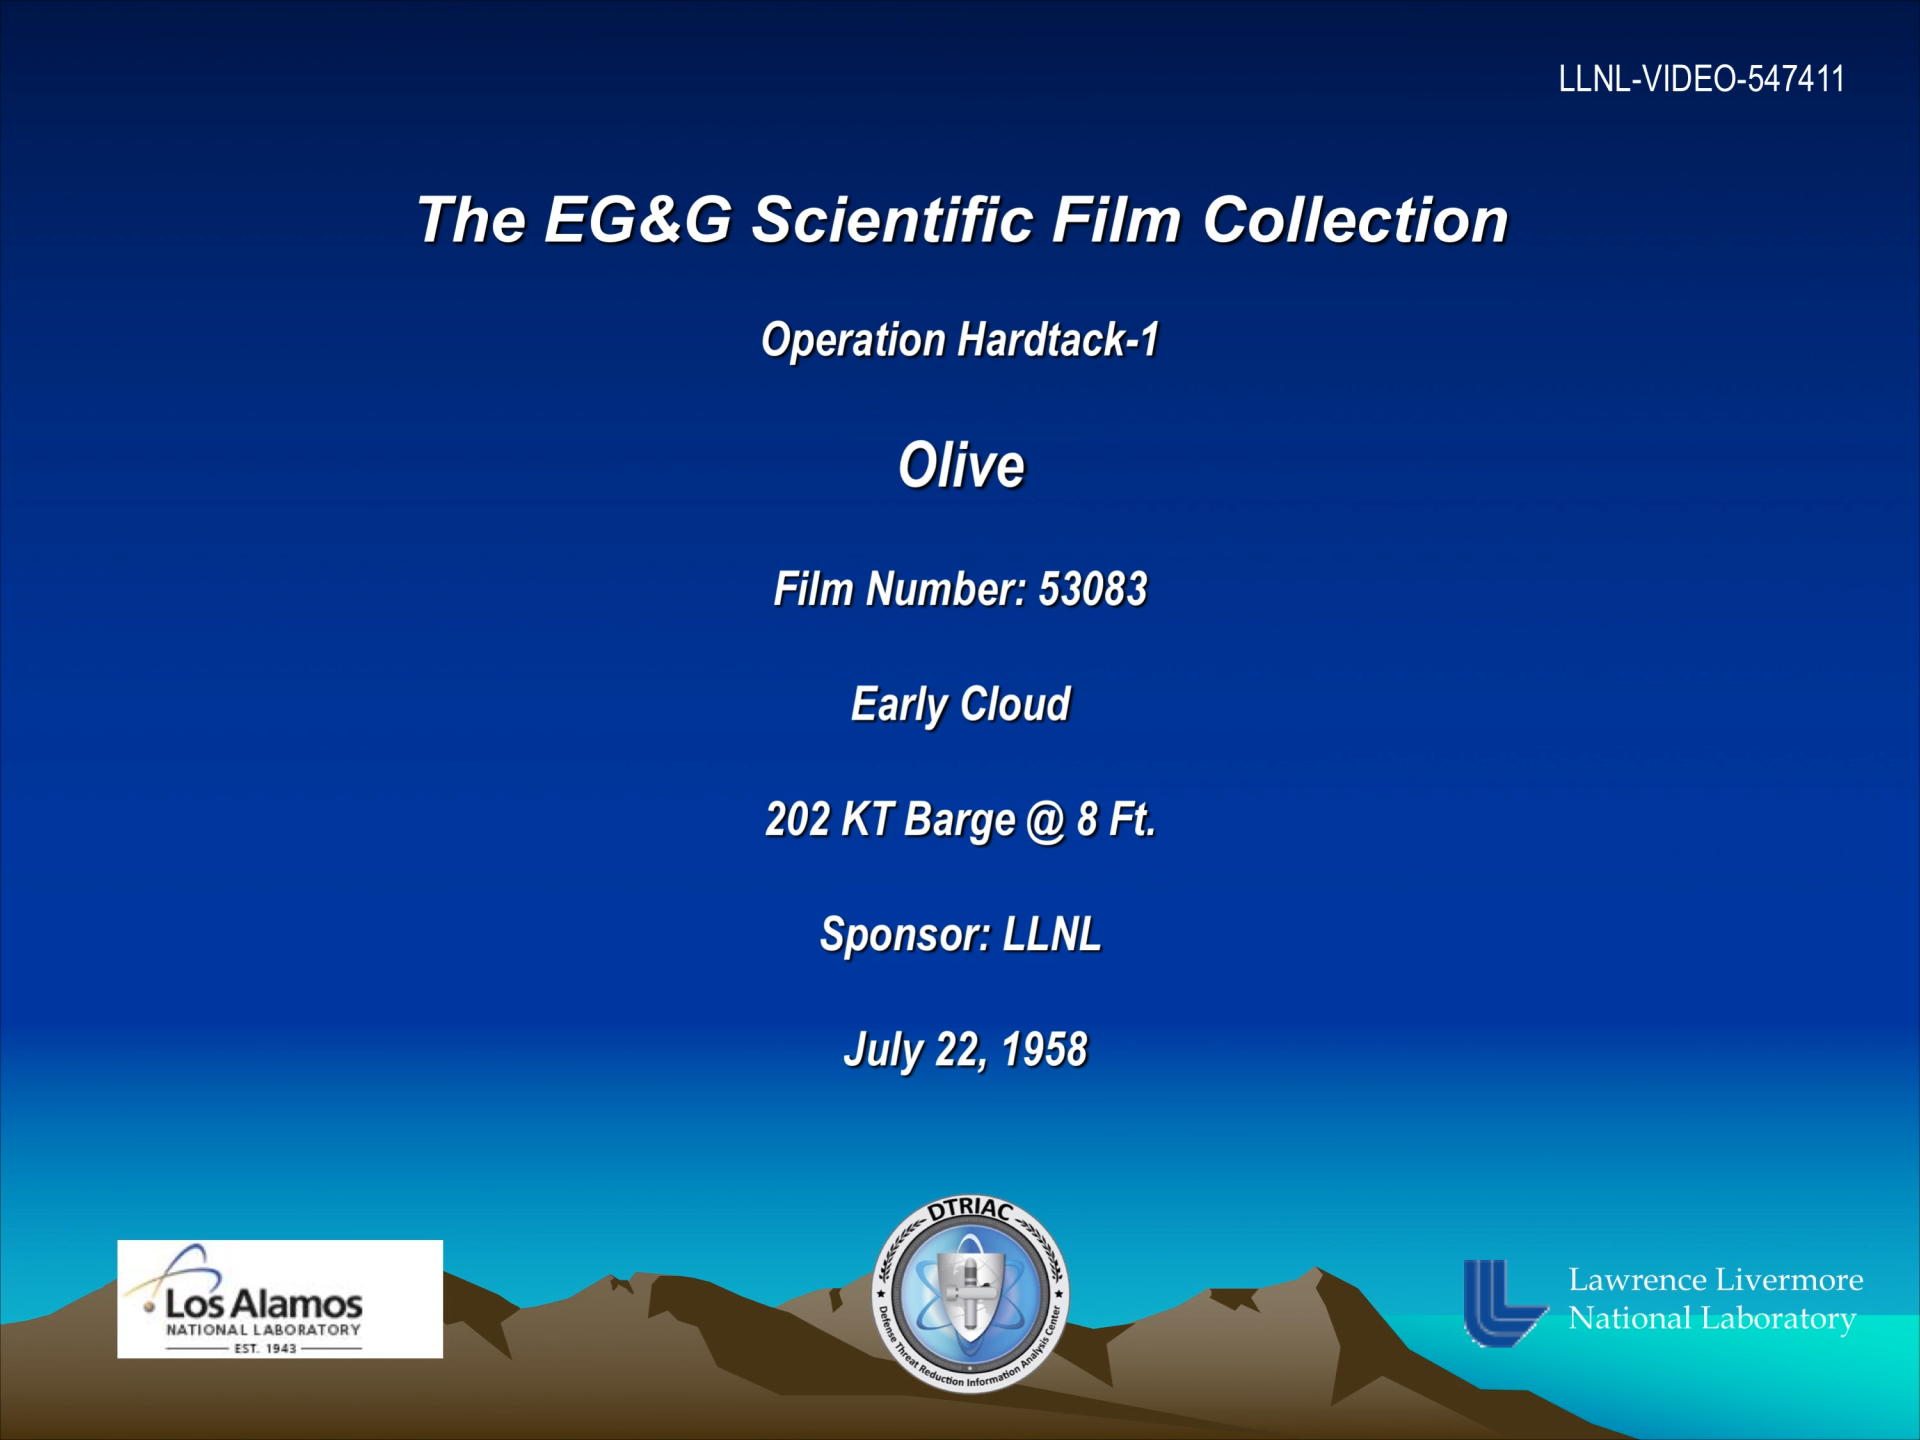 LLNL-VIDEO-547411
The EG&G Scientific Film Collection
Operation Hardtack-1
Olive
Film Number: 53083
Early Cloud
202 KT Barge @ 8 Ft.
Sponsor: LLNL
July 22, 1958
Los Alamos
NATIONAL LABORATORY
EST. 1943
DTRIAC
Defense Threat Reduction Information Analysis Center
Lawrence Livermore
National Laboratory